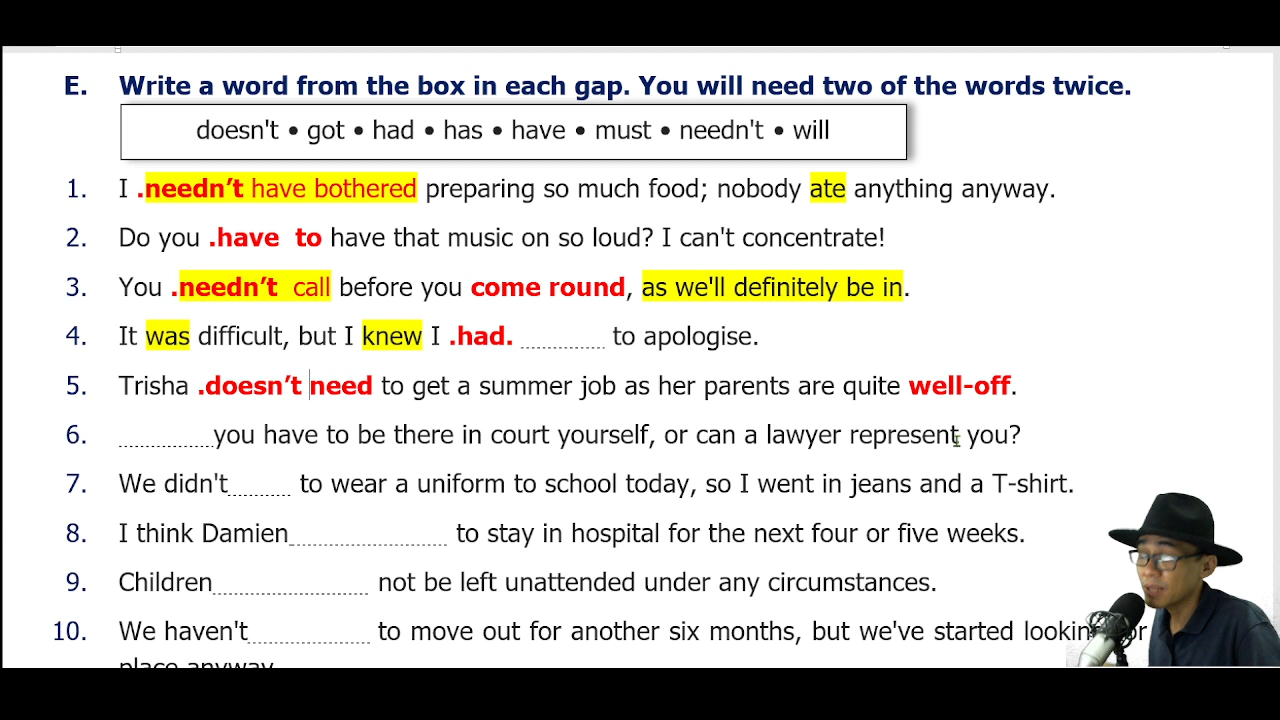 E. Write a word from the box in each gap. You will need two of the words twice.
doesn't • got • had • has • have • must • needn't • will
1. I .needn't have bothered preparing so much food; nobody ate anything anyway.
2. Do you .have to have that music on so loud? I can't concentrate!
3. You .needn't call before you come round, as we'll definitely be in.
4. It was difficult, but I knew I .had. .............. to apologise.
5. Trisha .doesn't need to get a summer job as her parents are quite well-off.
6. ................you have to be there in court yourself, or can a lawyer represent you?
7. We didn't........... to wear a uniform to school today, so I went in jeans and a T-shirt.
8. I think Damien........................... to stay in hospital for the next four or five weeks.
9. Children.......................... not be left unattended under any circumstances.
10. We haven't..................... to move out for another six months, but we've started
place anyway